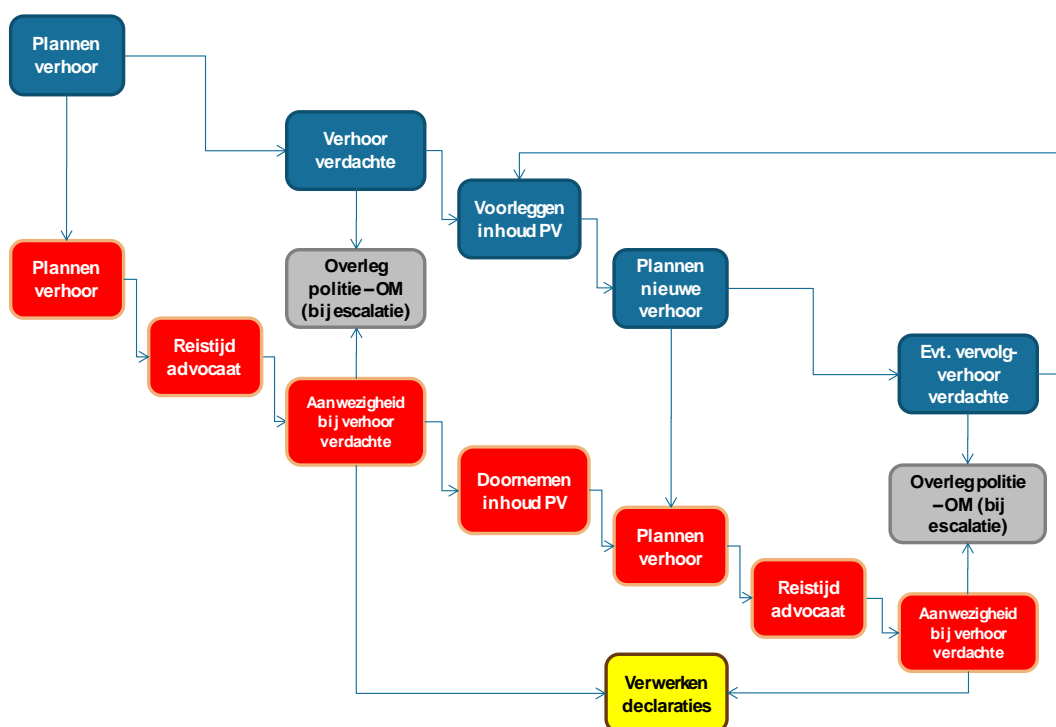 Plannen
verhoor
Verhoor
verdachte
Voorleggen
inhoud PV
Plannen
verhoor
Overleg
politie – OM
(bij escalatie)
Plannen
nieuwe
verhoor
Reistijd
advocaat
Evt. vervolg-
verhoor
verdachte
Aanwezigheid
bij verhoor
verdachte
Doornemen
inhoud PV
Overleg politie
– OM (bij
escalatie)
Plannen
verhoor
Reistijd
advocaat
Aanwezigheid
bij verhoor
verdachte
Verwerken
declaraties